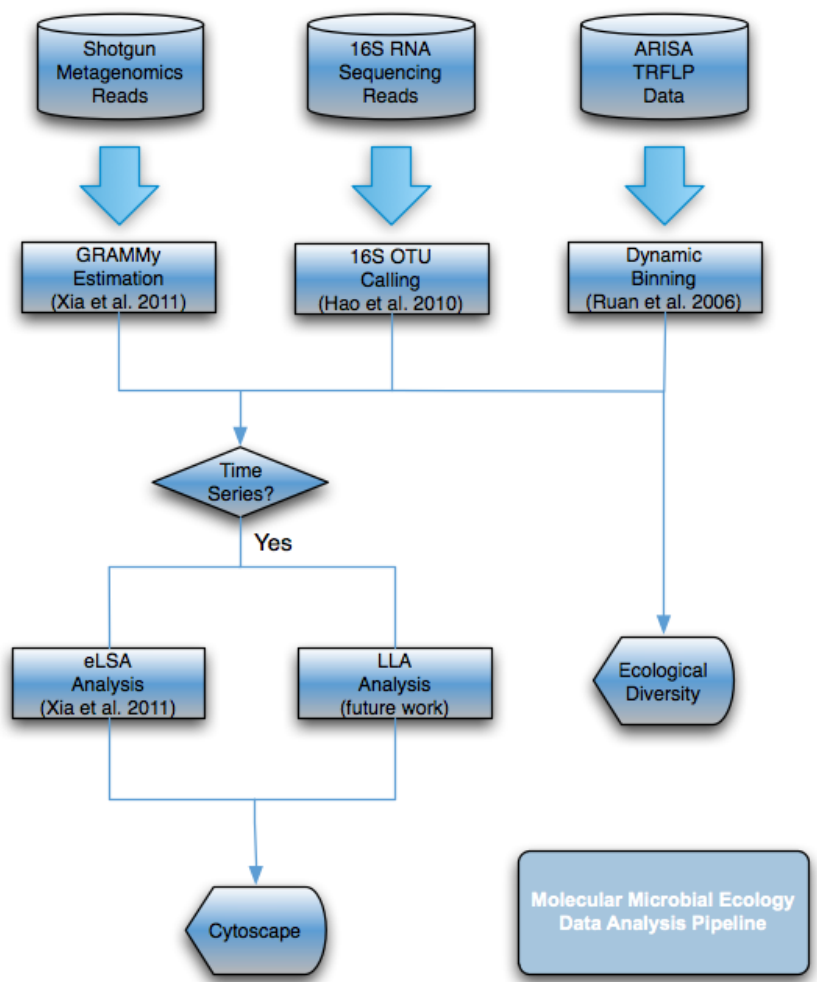 Shotgun
Metagenomics
Reads
16S RNA
Sequencing
Reads
ARISA
TRFLP
Data
GRAMMy
Estimation
(Xia et al. 2011)
16S OTU
Calling
(Hao et al. 2010)
Dynamic
Binning
(Ruan et al. 2006)
Time
Series?
Yes
eLSA
Analysis
(Xia et al. 2011)
LLA
Analysis
(future work)
Ecological
Diversity
Cytoscape
Molecular Microbial Ecology
Data Analysis Pipeline